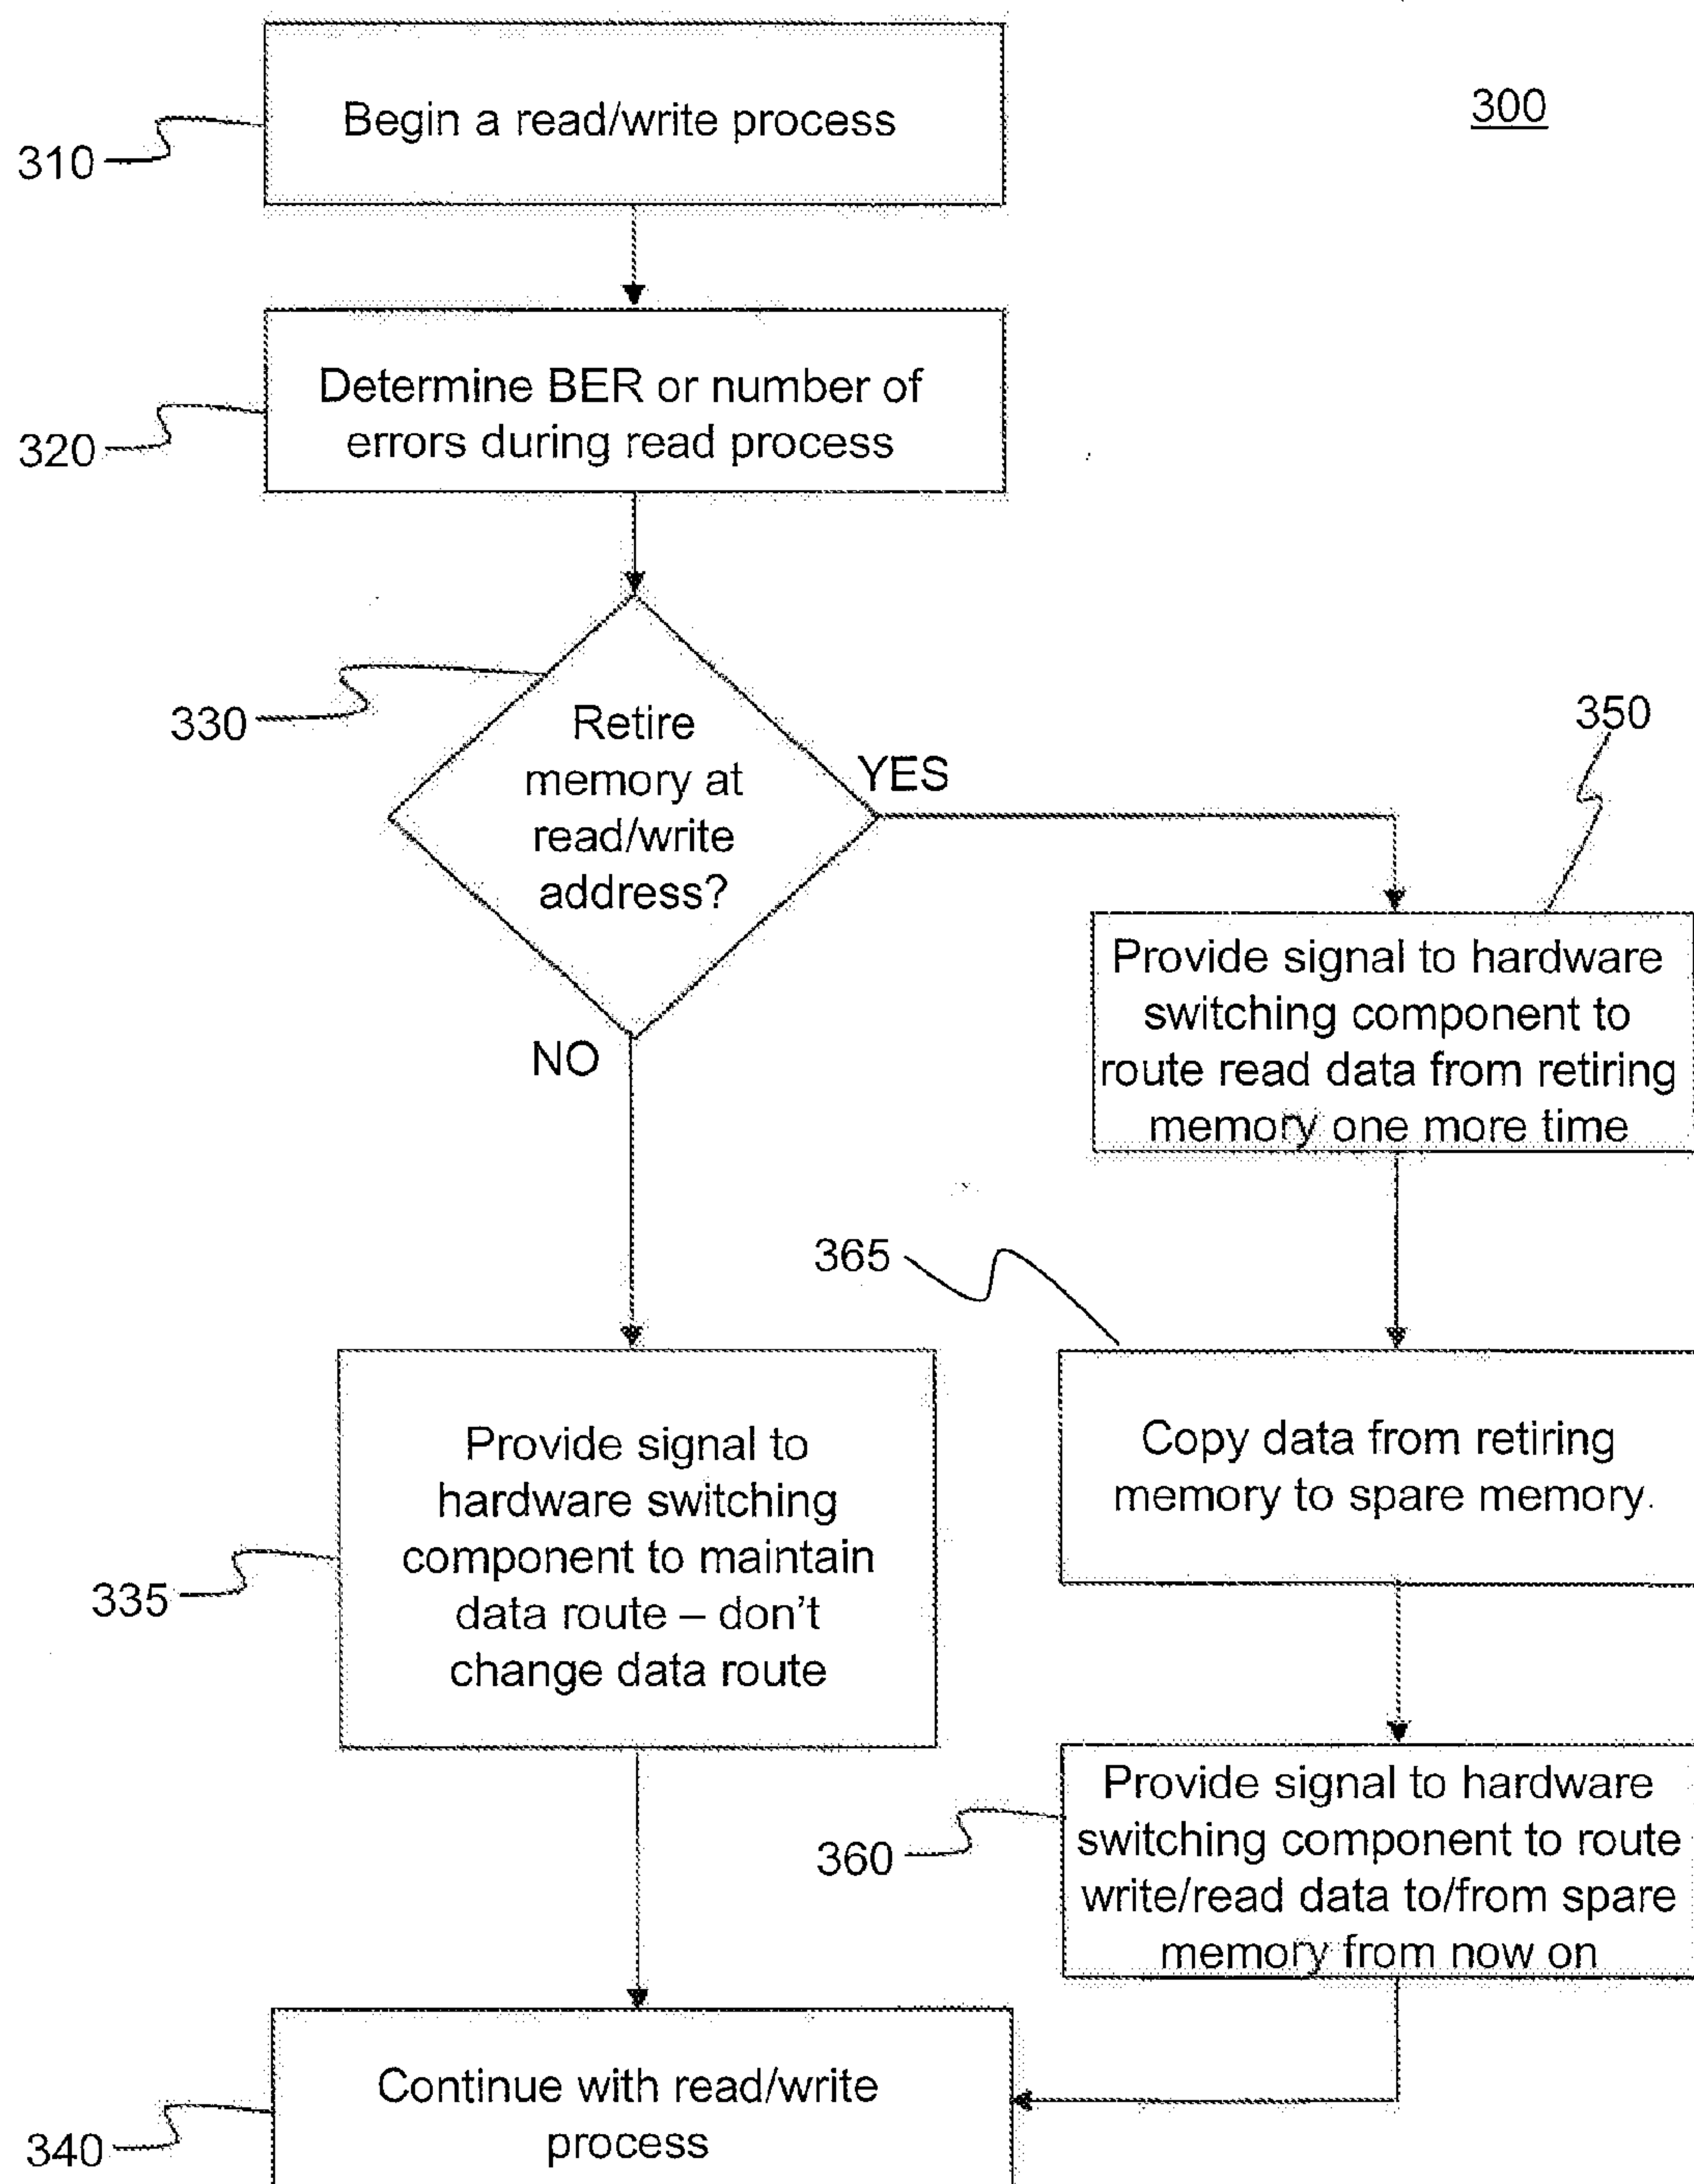 300
310
Begin a read/write process
320
Determine BER or number of
errors during read process
330
Retire
memory at
read/write
address?
YES
NO
350
Provide signal to hardware
switching component to
route read data from retiring
memory one more time
365
Copy data from retiring
memory to spare memory.
335
Provide signal to
hardware switching
component to maintain
data route – don't
change data route
360
Provide signal to hardware
switching component to route
write/read data to/from spare
memory from now on
340
Continue with read/write
process